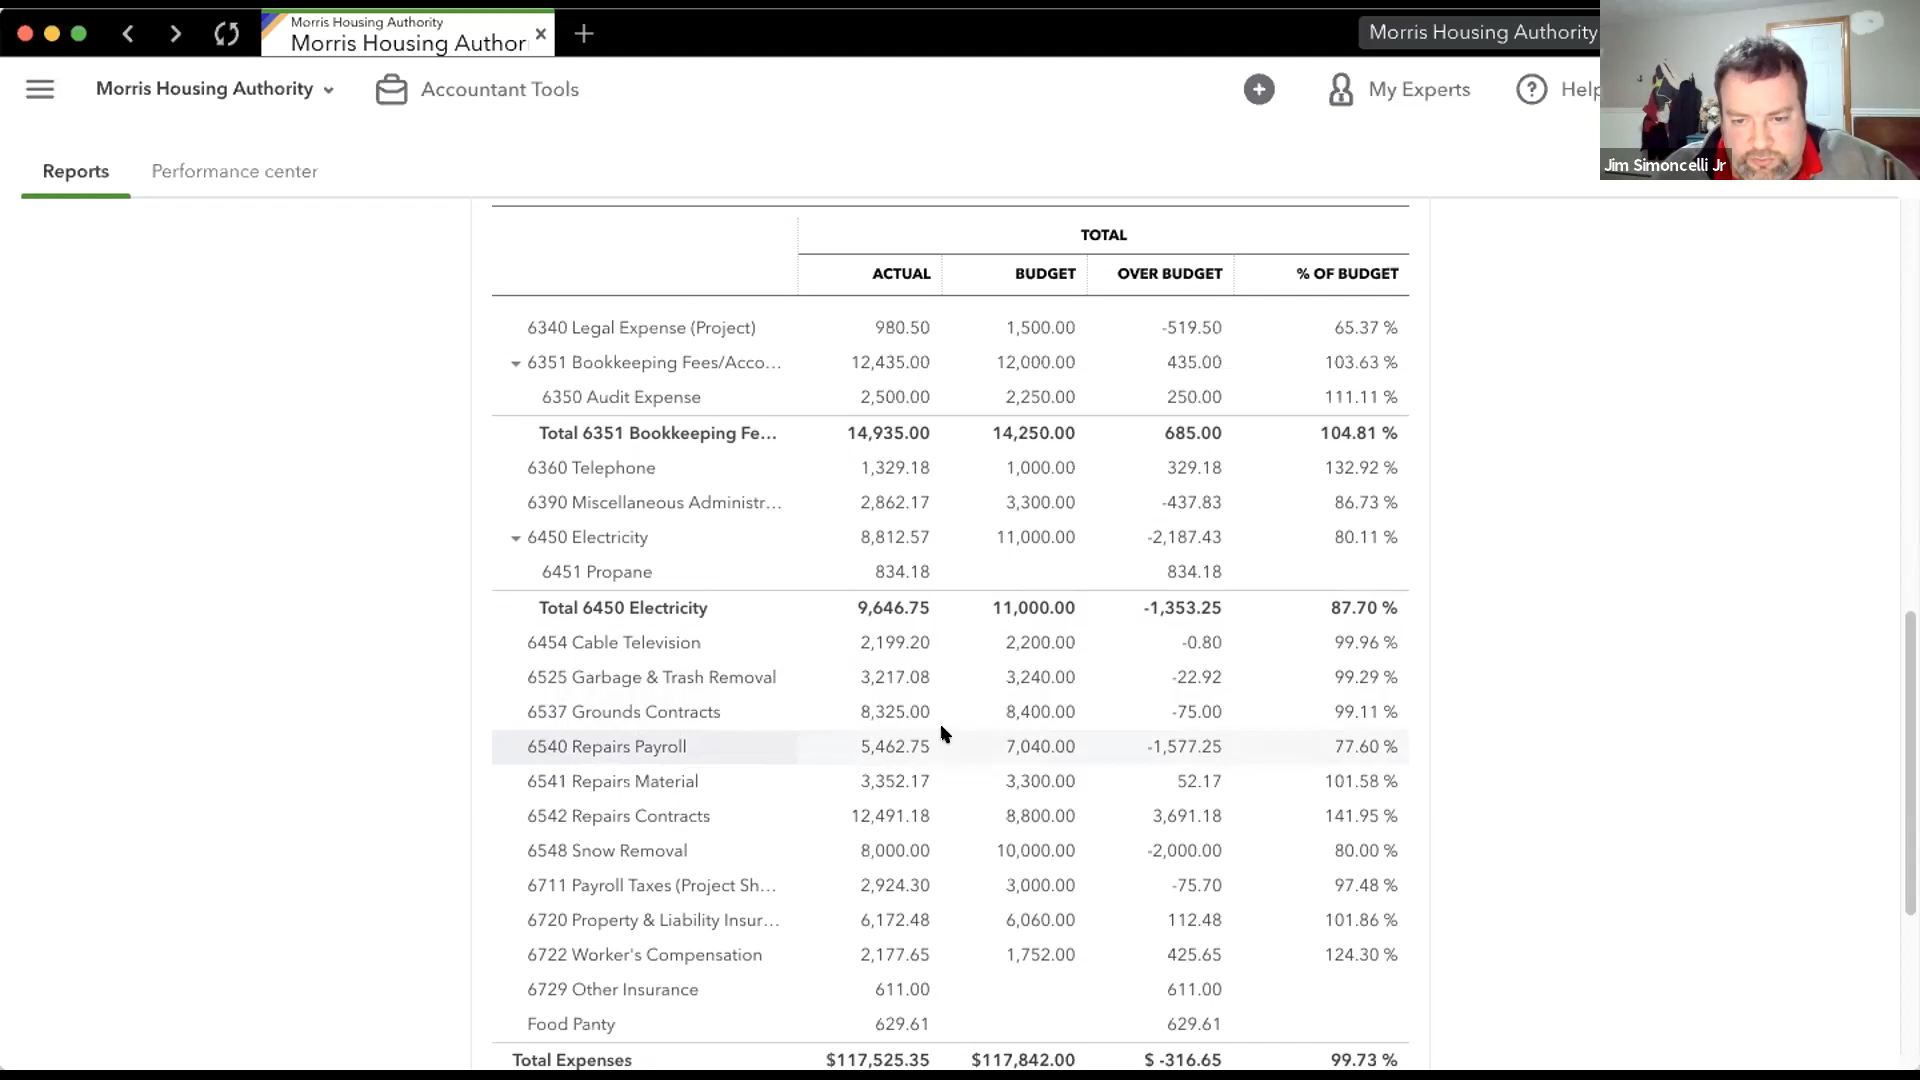 Morris Housing Authority
Morris Housing Author
Morris Housing Authority
Morris Housing Authority
Accountant Tools
My Experts
Help
Jim Simoncelli Jr
Reports
Performance center
TOTAL
ACTUAL BUDGET OVER BUDGET % OF BUDGET
6340 Legal Expense (Project) 980.50 1,500.00 -519.50 65.37 %
6351 Bookkeeping Fees/Acco... 12,435.00 12,000.00 435.00 103.63 %
6350 Audit Expense 2,500.00 2,250.00 250.00 111.11 %
Total 6351 Bookkeeping Fe... 14,935.00 14,250.00 685.00 104.81 %
6360 Telephone 1,329.18 1,000.00 329.18 132.92 %
6390 Miscellaneous Administr... 2,862.17 3,300.00 -437.83 86.73 %
6450 Electricity 8,812.57 11,000.00 -2,187.43 80.11 %
6451 Propane 834.18 834.18
Total 6450 Electricity 9,646.75 11,000.00 -1,353.25 87.70 %
6454 Cable Television 2,199.20 2,200.00 -0.80 99.96 %
6525 Garbage & Trash Removal 3,217.08 3,240.00 -22.92 99.29 %
6537 Grounds Contracts 8,325.00 8,400.00 -75.00 99.11 %
6540 Repairs Payroll 5,462.75 7,040.00 -1,577.25 77.60 %
6541 Repairs Material 3,352.17 3,300.00 52.17 101.58 %
6542 Repairs Contracts 12,491.18 8,800.00 3,691.18 141.95 %
6548 Snow Removal 8,000.00 10,000.00 -2,000.00 80.00 %
6711 Payroll Taxes (Project Sh... 2,924.30 3,000.00 -75.70 97.48 %
6720 Property & Liability Insur... 6,172.48 6,060.00 112.48 101.86 %
6722 Worker's Compensation 2,177.65 1,752.00 425.65 124.30 %
6729 Other Insurance 611.00 611.00
Food Panty 629.61 629.61
Total Expenses $117,525.35 $117,842.00 $ -316.65 99.73 %